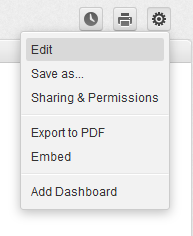 Edit
Save as...
Sharing & Permissions
Export to PDF
Embed
Add Dashboard